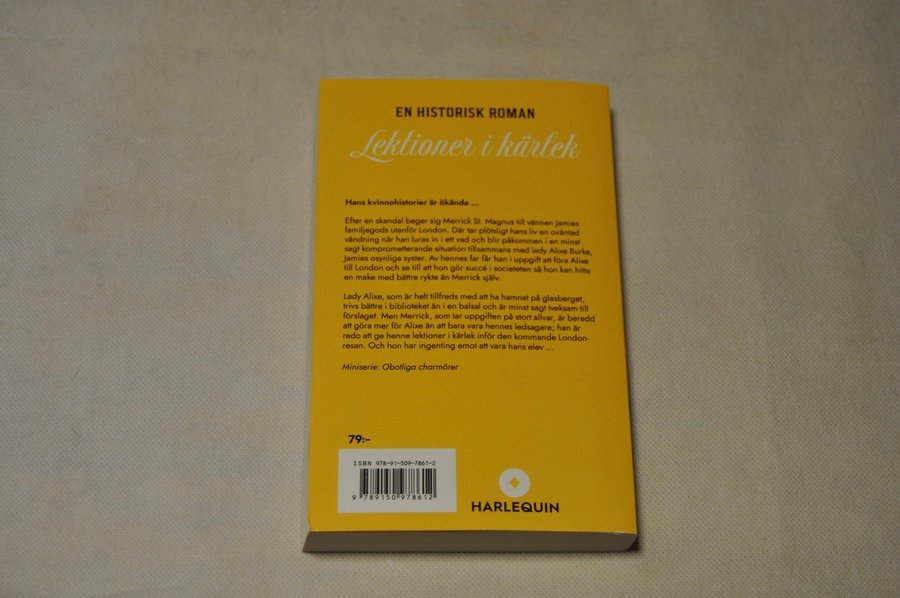 EN HISTORISK ROMAN
Lektioner i kärlek
Hans kvinnohistorier är ökända ...
Efter en skandal beger sig Merrick St. Magnus till vännen Jamies
familjegods utanför London. Där tar plötsligt hans liv en oväntad
vändning när han luras in i ett vad och blir påkommen i en minst
sagt komprometterande situation tillsammans med lady Alixe Burke,
Jamies osynliga syster. Av hennes far får han i uppgift att föra Alixe
till London och se till att hon gör succé i societeten så hon kan hitta
en make med bättre rykte än Merrick själv.
Lady Alixe, som är helt tillfreds med att ha hamnat på glasberget,
trivs bättre i biblioteket än i en balsal och är minst sagt tveksam till
förslaget. Men Merrick, som tar uppgiften på stort allvar, är beredd
att göra mer för Alixe än att bara vara hennes ledsagare; han är
redo att ge henne lektioner i kärlek inför den kommande London-
resan. Och hon har ingenting emot att vara hans elev ...
Miniserie: Obotliga charmörer
79:-
ISBN 978-91-509-7861-2
9 789150 978612
HARLEQUIN